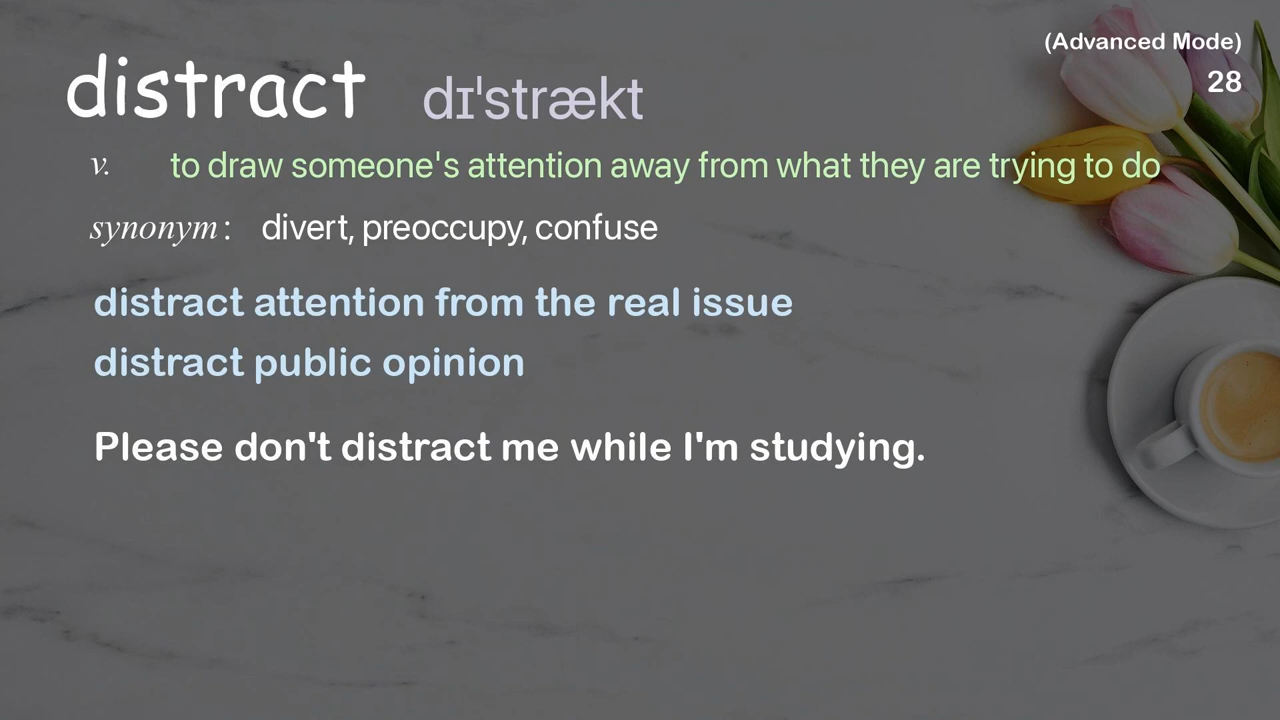 (Advanced Mode)
28
distract dɪˈstrækt
v. to draw someone's attention away from what they are trying to do
synonym: divert, preoccupy, confuse
distract attention from the real issue
distract public opinion
Please don't distract me while I'm studying.